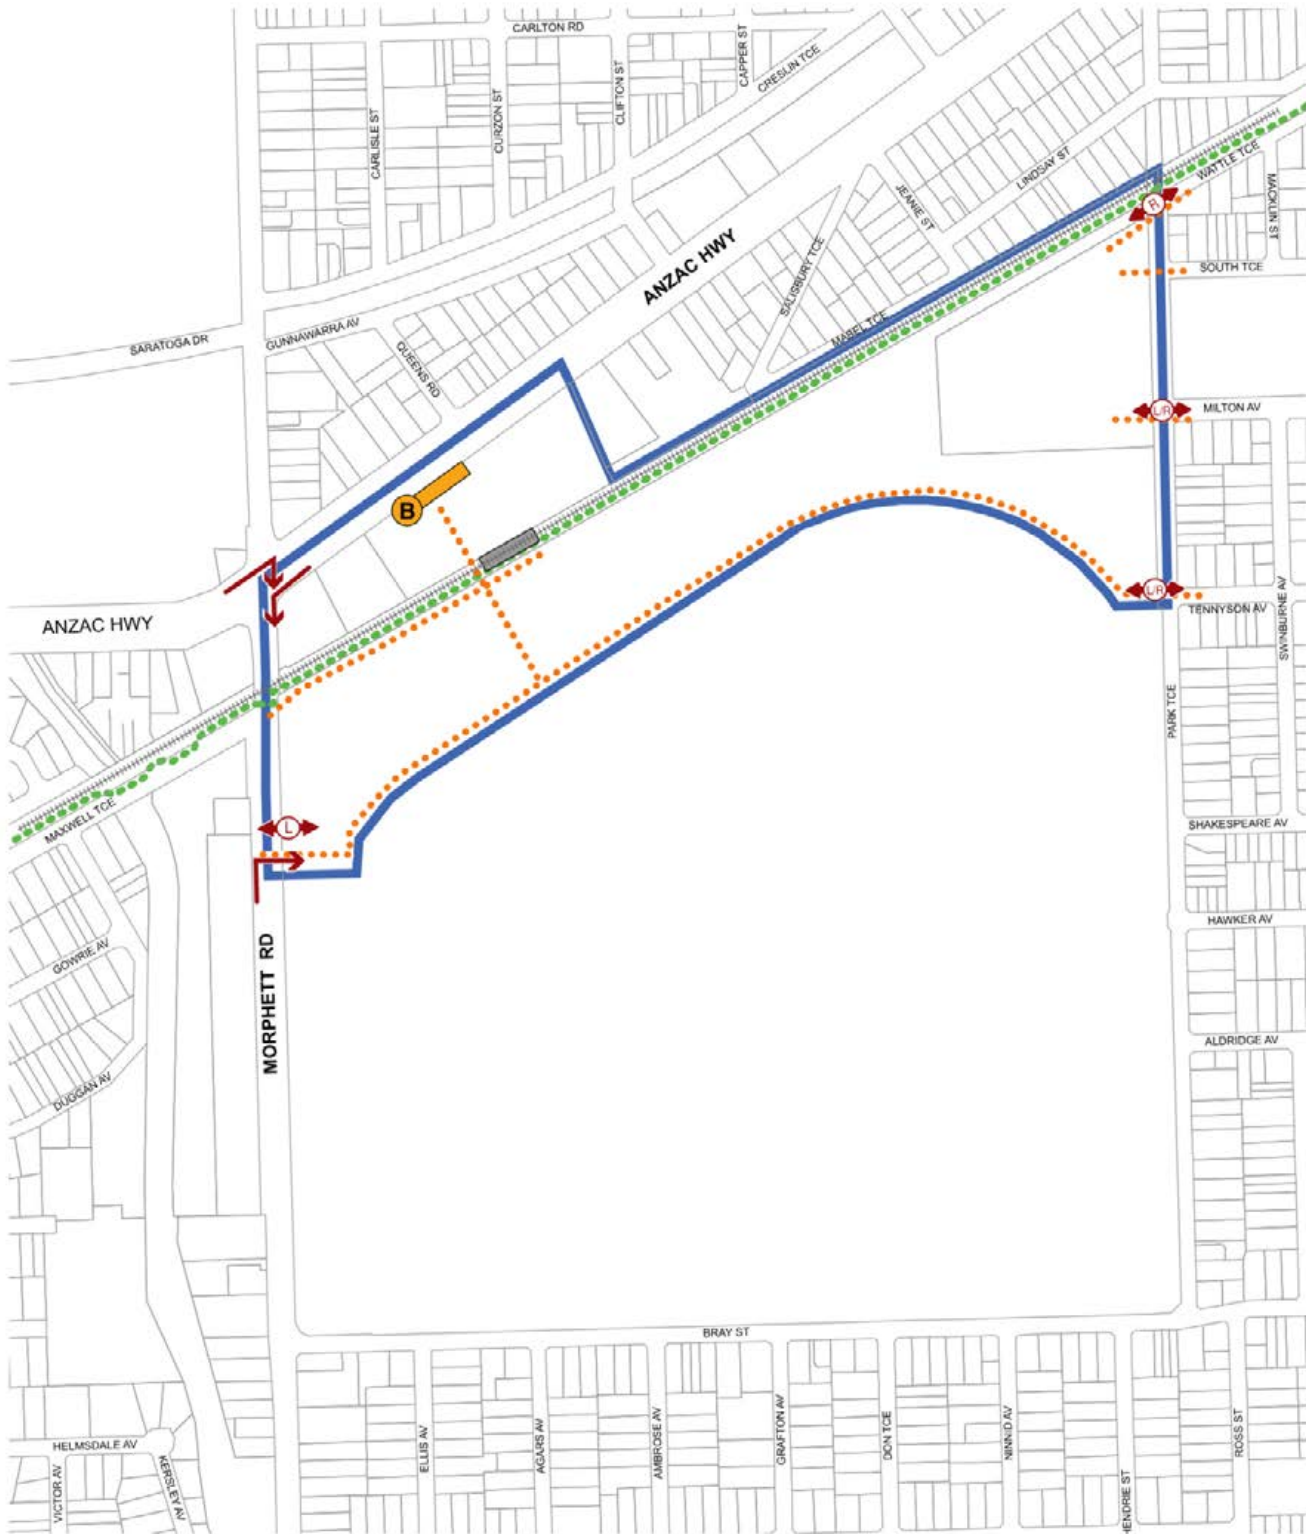 CARLTON RD
CARLISLE ST
CURZON ST
CLIFTON ST
CAPPER ST
CRESLIN TCE
ANZAC HWY
SALISBURY TCE
JEANIE ST
LINDSAY ST
WATTLE TCE
MACKLIN ST
R
SOUTH TCE
SARATOGA DR
GUNNAWARRA AV
QUEENS RD
MABEL TCE
L/R
MILTON AV
B
ANZAC HWY
L/R
TENNYSON AV
SWINBURNE AV
PARK TCE
MAXWELL TCE
L
SHAKESPEARE AV
HAWKER AV
GOWRIE AV
MORPHETT RD
ALDRIDGE AV
DUGGAN AV
BRAY ST
HELMSDALE AV
VICTOR AV
KERSLEY AV
ELLIS AV
AGARS AV
AMBROSE AV
GRAFTON AV
DON TCE
NINNID AV
HENDRIE ST
ROSS ST